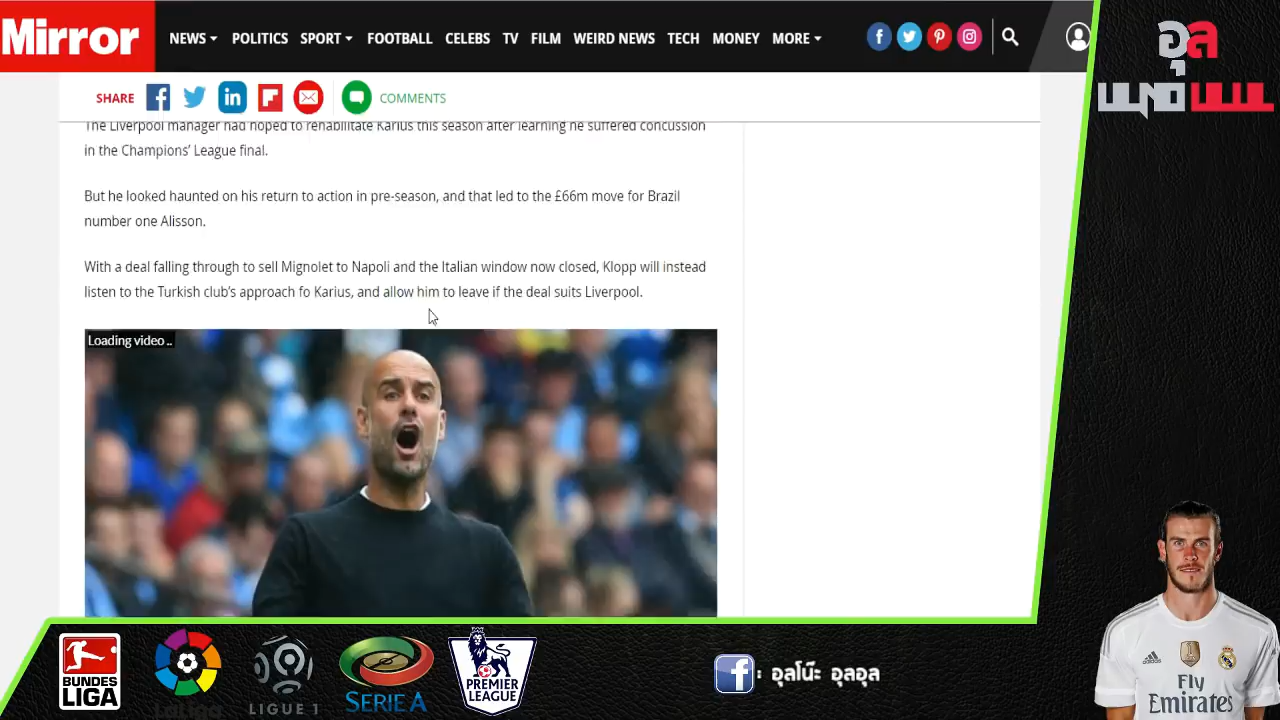 Mirror
NEWS POLITICS SPORT FOOTBALL CELEBS TV FILM WEIRD NEWS TECH MONEY MORE
SHARE COMMENTS
The Liverpool manager had hoped to rehabilitate Karius this season after learning he suffered concussion
in the Champions' League final.
But he looked haunted on his return to action in pre-season, and that led to the £66m move for Brazil
number one Alisson.
With a deal falling through to sell Mignolet to Napoli and the Italian window now closed, Klopp will instead
listen to the Turkish club's approach fo Karius, and allow him to leave if the deal suits Liverpool.
Loading video ..
อุล
BUNDES
LIGA
LaLiga
LIGUE 1
SERIE A
PREMIER
LEAGUE
: อุลโน๊ะ อุลอุล
adidas
Fly
Emirates